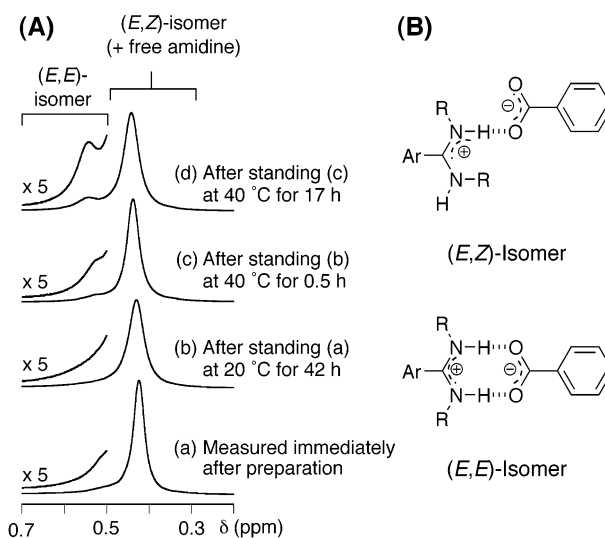 (A)
(E,Z)-isomer
(+ free amidine)
(E,E)-
isomer
x 5
(d) After standing (c)
at 40 ˚C for 17 h
x 5
(c) After standing (b)
at 40 ˚C for 0.5 h
x 5
(b) After standing (a)
at 20 ˚C for 42 h
x 5
(a) Measured immediately
after preparation
0.7 0.5 0.3 δ (ppm)
(B)
R
O
⊖
N H O
Ar ⊕
N R
H
(E,Z)-Isomer
R
N H O
Ar ⊕ ⊖
N H O
R
(E,E)-Isomer